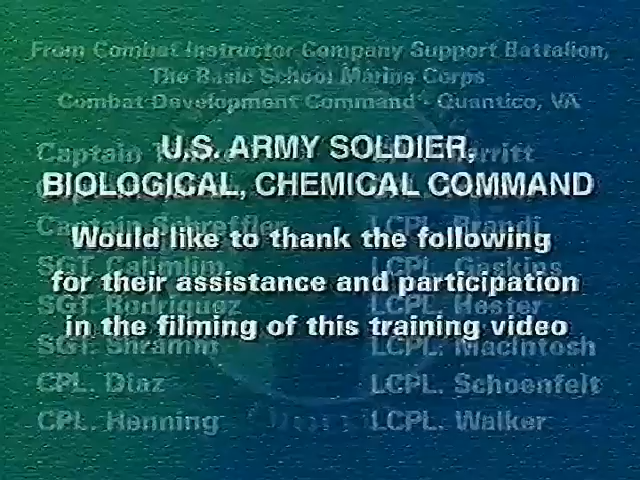 From Combat Instructor Company Support Battalion,
The Basic School Marine Corps
Combat Development Command - Quantico, VA
U.S. ARMY SOLDIER,
BIOLOGICAL, CHEMICAL COMMAND
Would like to thank the following
for their assistance and participation
in the filming of this training video
Captain
Captain Schreffler
LCPL. Brandi
SGT. Galimlim
LCPL. Gaskins
SGT. Rodriguez
LCPL. Hester
SGT. Shramm
LCPL. MacIntosh
CPL. Diaz
LCPL. Schoenfelt
CPL. Henning
LCPL. Walker